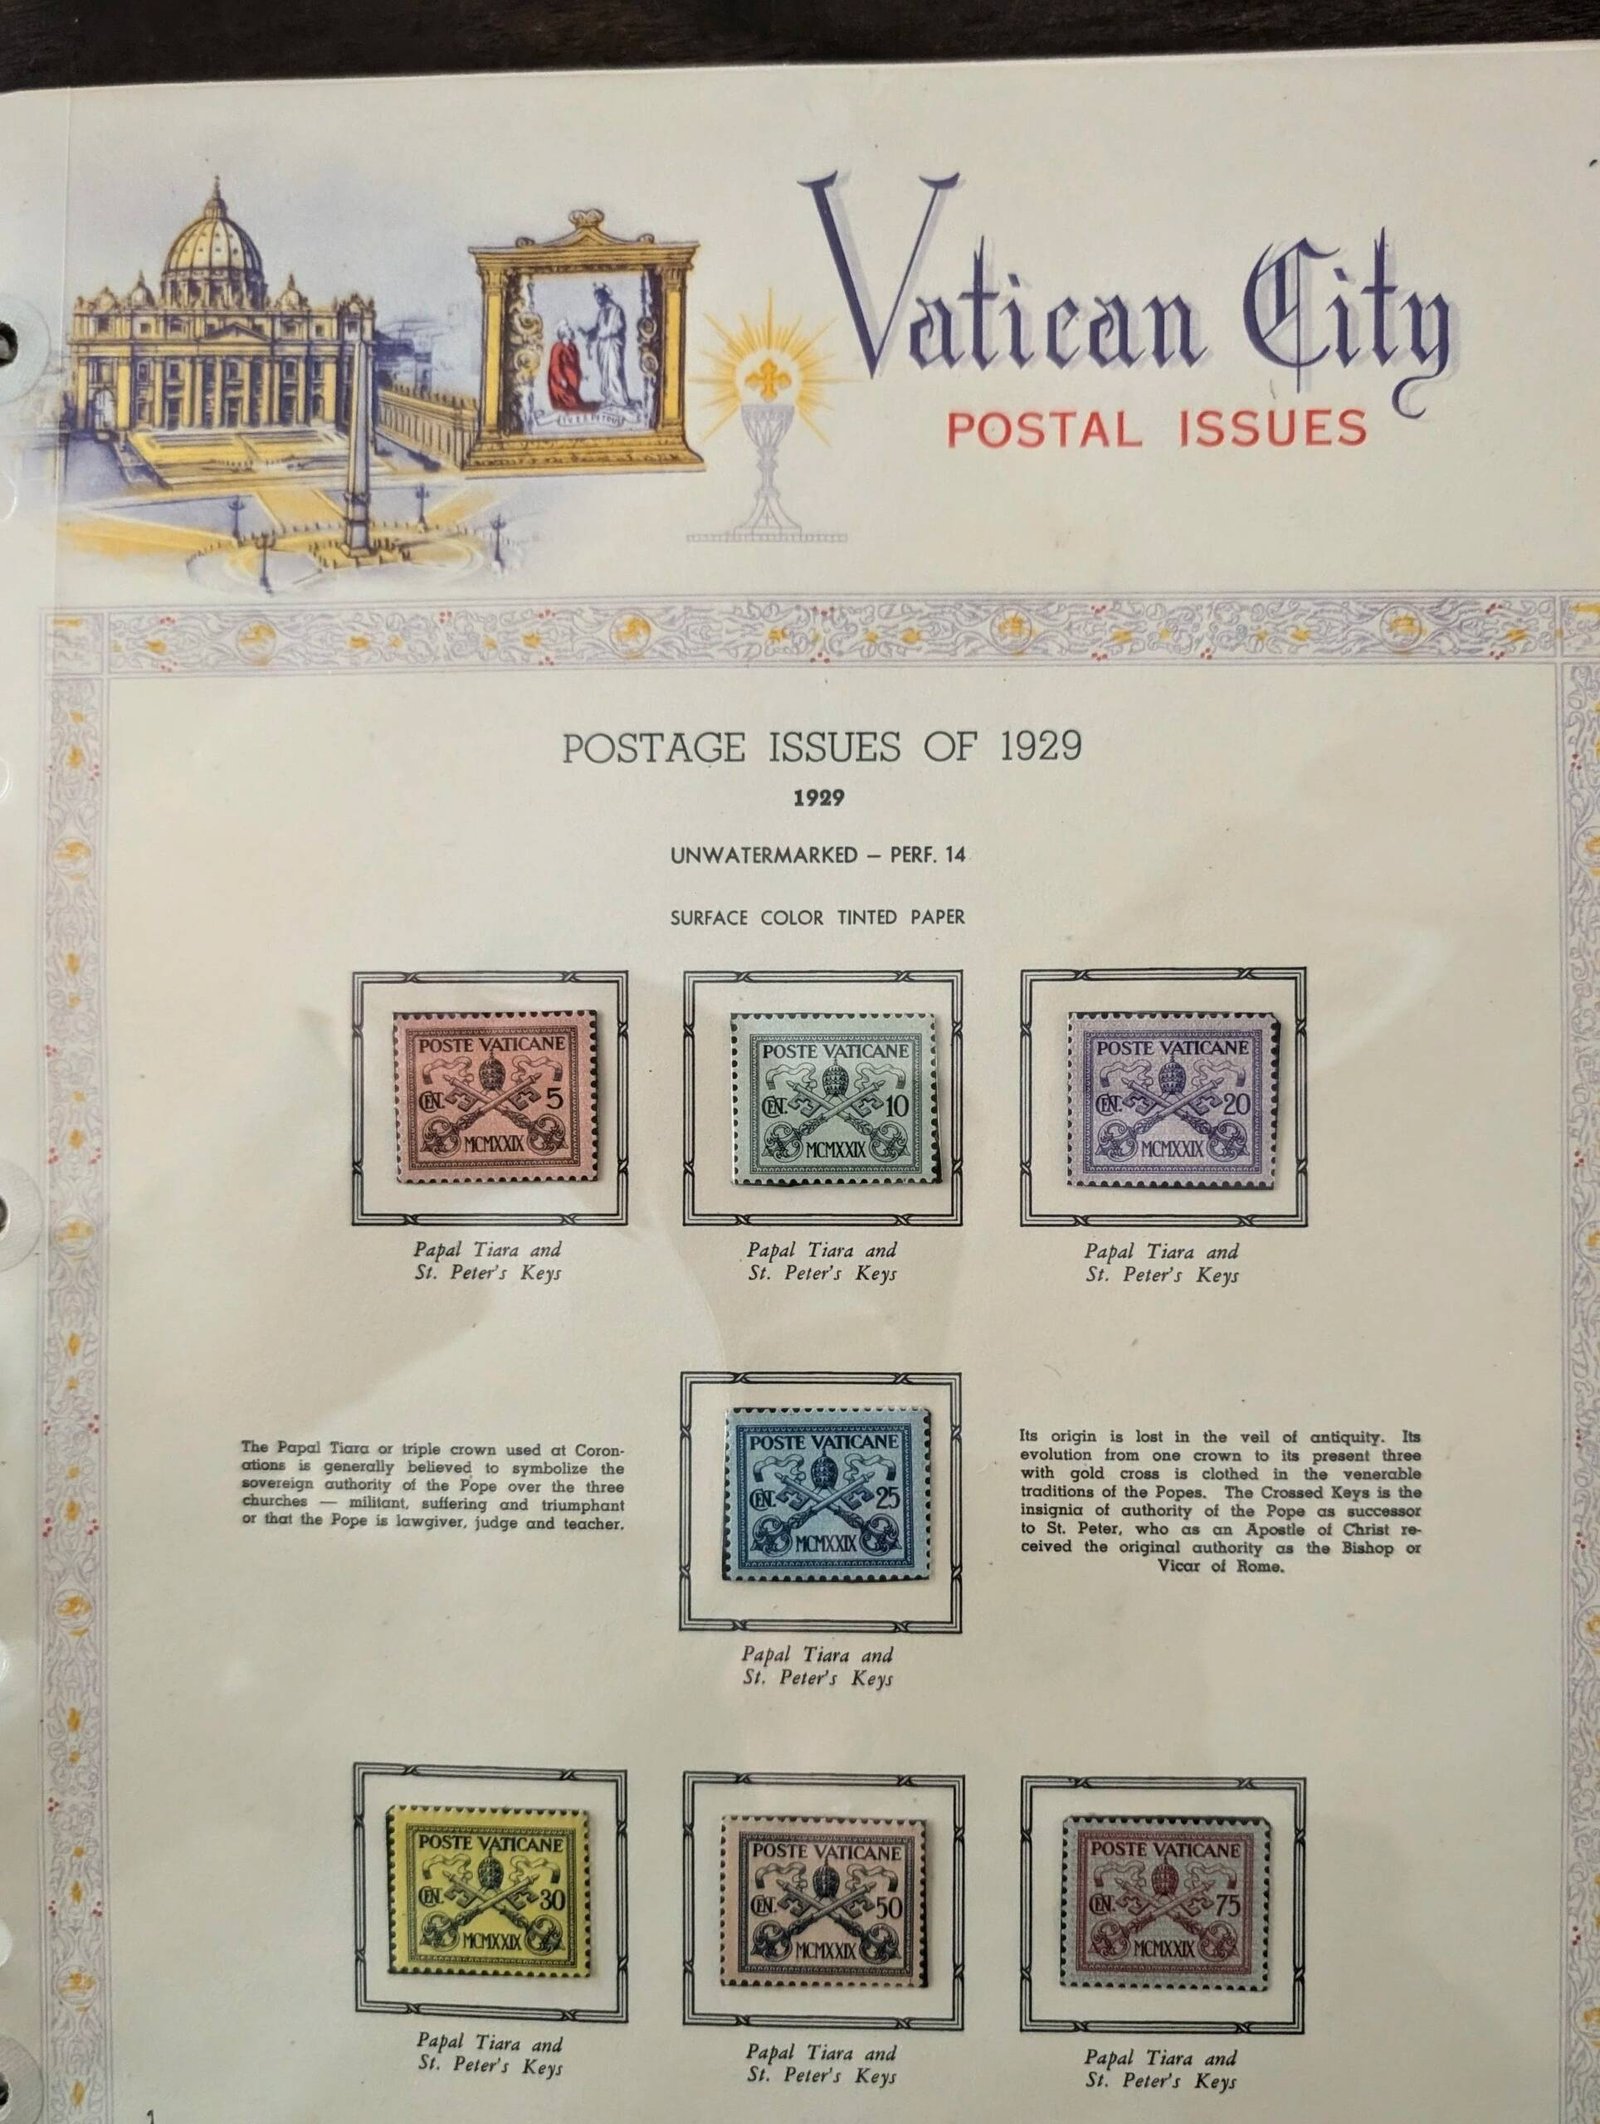 Vatican City
POSTAL ISSUES
POSTAGE ISSUES OF 1929
1929
UNWATERMARKED – PERF. 14
SURFACE COLOR TINTED PAPER
POSTE VATICANE
CEN. 5
MCMXXIX
Papal Tiara and
St. Peter's Keys
POSTE VATICANE
CEN. 10
MCMXXIX
Papal Tiara and
St. Peter's Keys
POSTE VATICANE
CEN. 20
MCMXXIX
Papal Tiara and
St. Peter's Keys
The Papal Tiara or triple crown used at Coron-
ations is generally believed to symbolize the
sovereign authority of the Pope over the three
churches — militant, suffering and triumphant
or that the Pope is lawgiver, judge and teacher.
POSTE VATICANE
CEN. 25
MCMXXIX
Papal Tiara and
St. Peter's Keys
Its origin is lost in the veil of antiquity. Its
evolution from one crown to its present three
with gold cross is clothed in the venerable
traditions of the Popes. The Crossed Keys is the
insignia of authority of the Pope as successor
to St. Peter, who as an Apostle of Christ re-
ceived the original authority as the Bishop or
Vicar of Rome.
POSTE VATICANE
CEN. 30
MCMXXIX
Papal Tiara and
St. Peter's Keys
POSTE VATICANE
CEN. 50
MCMXXIX
Papal Tiara and
St. Peter's Keys
POSTE VATICANE
CEN. 75
MCMXXIX
Papal Tiara and
St. Peter's Keys